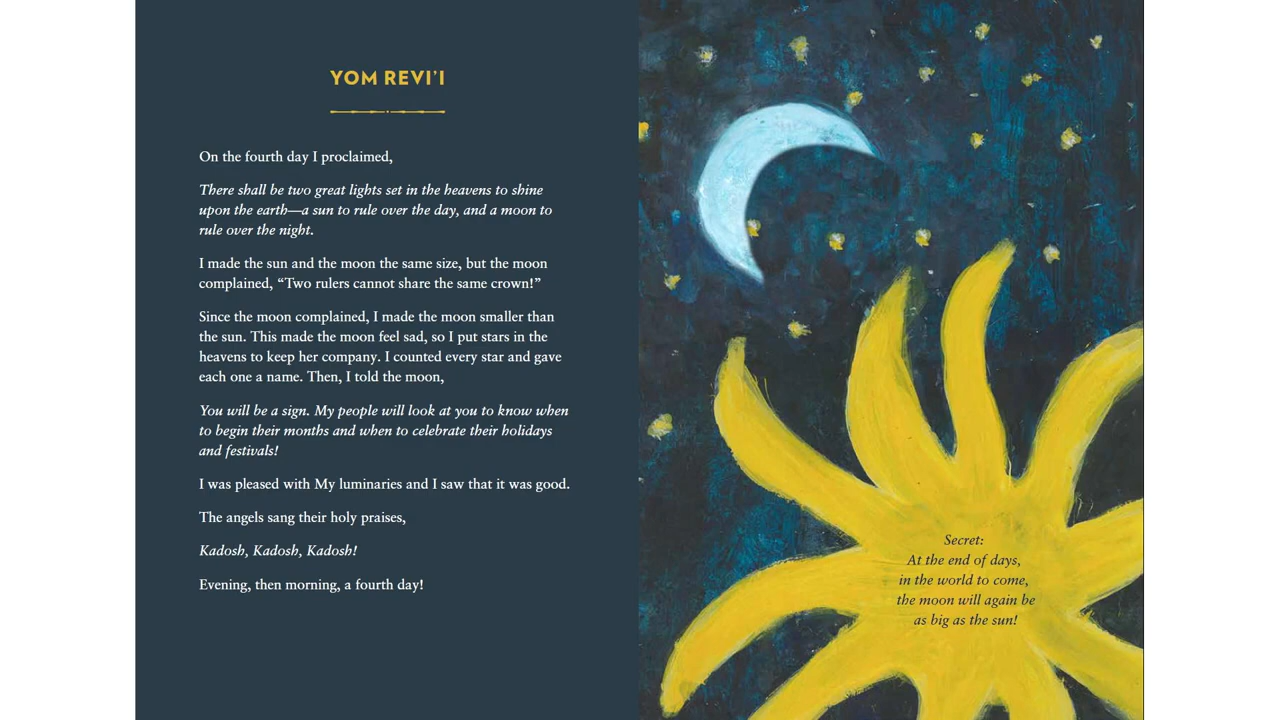 YOM REVI’I
On the fourth day I proclaimed,
There shall be two great lights set in the heavens to shine
upon the earth—a sun to rule over the day, and a moon to
rule over the night.
I made the sun and the moon the same size, but the moon
complained, “Two rulers cannot share the same crown!”
Since the moon complained, I made the moon smaller than
the sun. This made the moon feel sad, so I put stars in the
heavens to keep her company. I counted every star and gave
each one a name. Then, I told the moon,
You will be a sign. My people will look at you to know when
to begin their months and when to celebrate their holidays
and festivals!
I was pleased with My luminaries and I saw that it was good.
The angels sang their holy praises,
Kadosh, Kadosh, Kadosh!
Evening, then morning, a fourth day!
Secret:
At the end of days,
in the world to come,
the moon will again be
as big as the sun!